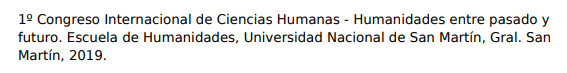 1º Congreso Internacional de Ciencias Humanas - Humanidades entre pasado y
futuro. Escuela de Humanidades, Universidad Nacional de San Martín, Gral. San
Martín, 2019.